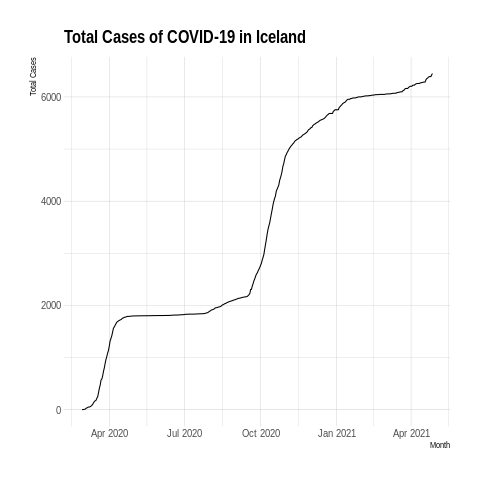 Total Cases of COVID-19 in Iceland
Total Cases
6000
4000
2000
0
Apr 2020 Jul 2020 Oct 2020 Jan 2021 Apr 2021
Month